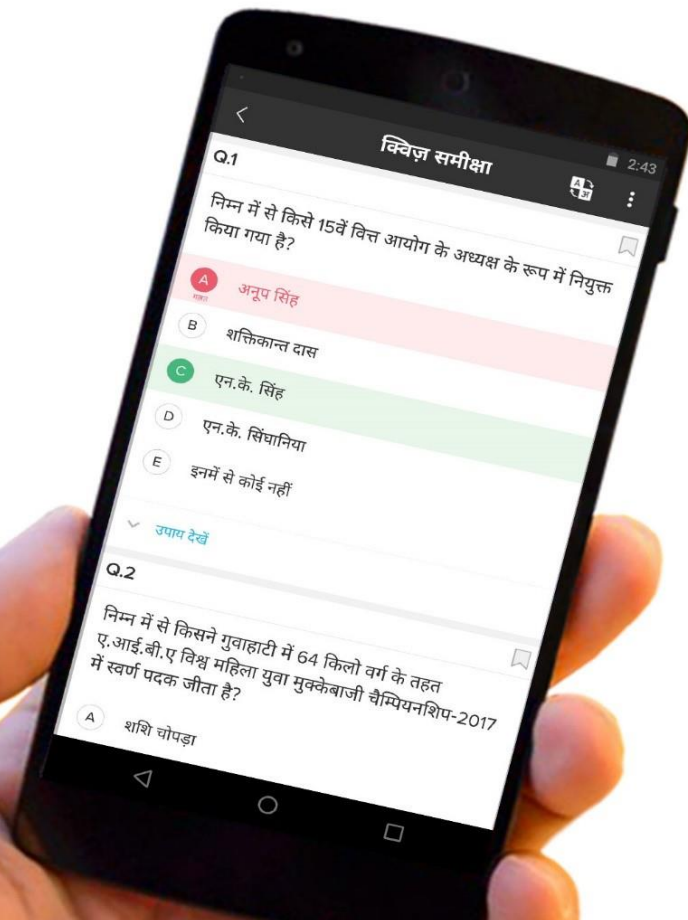 2:43
क्विज़ समीक्षा
Q.1
निम्न में से किसे 15वें वित्त आयोग के अध्यक्ष के रूप में नियुक्त
किया गया है?
A अनूप सिंह
गलत
B शक्तिकान्त दास
C एन.के. सिंह
D एन.के. सिंघानिया
E इनमें से कोई नहीं
उपाय देखें
Q.2
निम्न में से किसने गुवाहाटी में 64 किलो वर्ग के तहत
ए.आई.बी.ए विश्व महिला युवा मुक्केबाजी चैम्पियनशिप-2017
में स्वर्ण पदक जीता है?
A शशि चोपड़ा